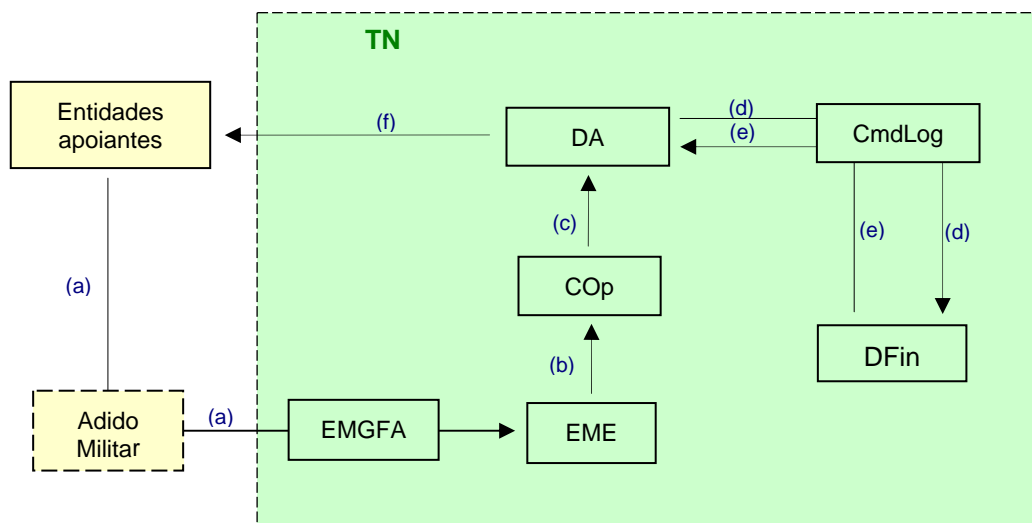 TN
Entidades
apoiantes
(f)
DA
(d)
(e)
CmdLog
(c)
(e)
(d)
(a)
COp
DFin
(b)
Adido
Militar
(a)
EMGFA
EME